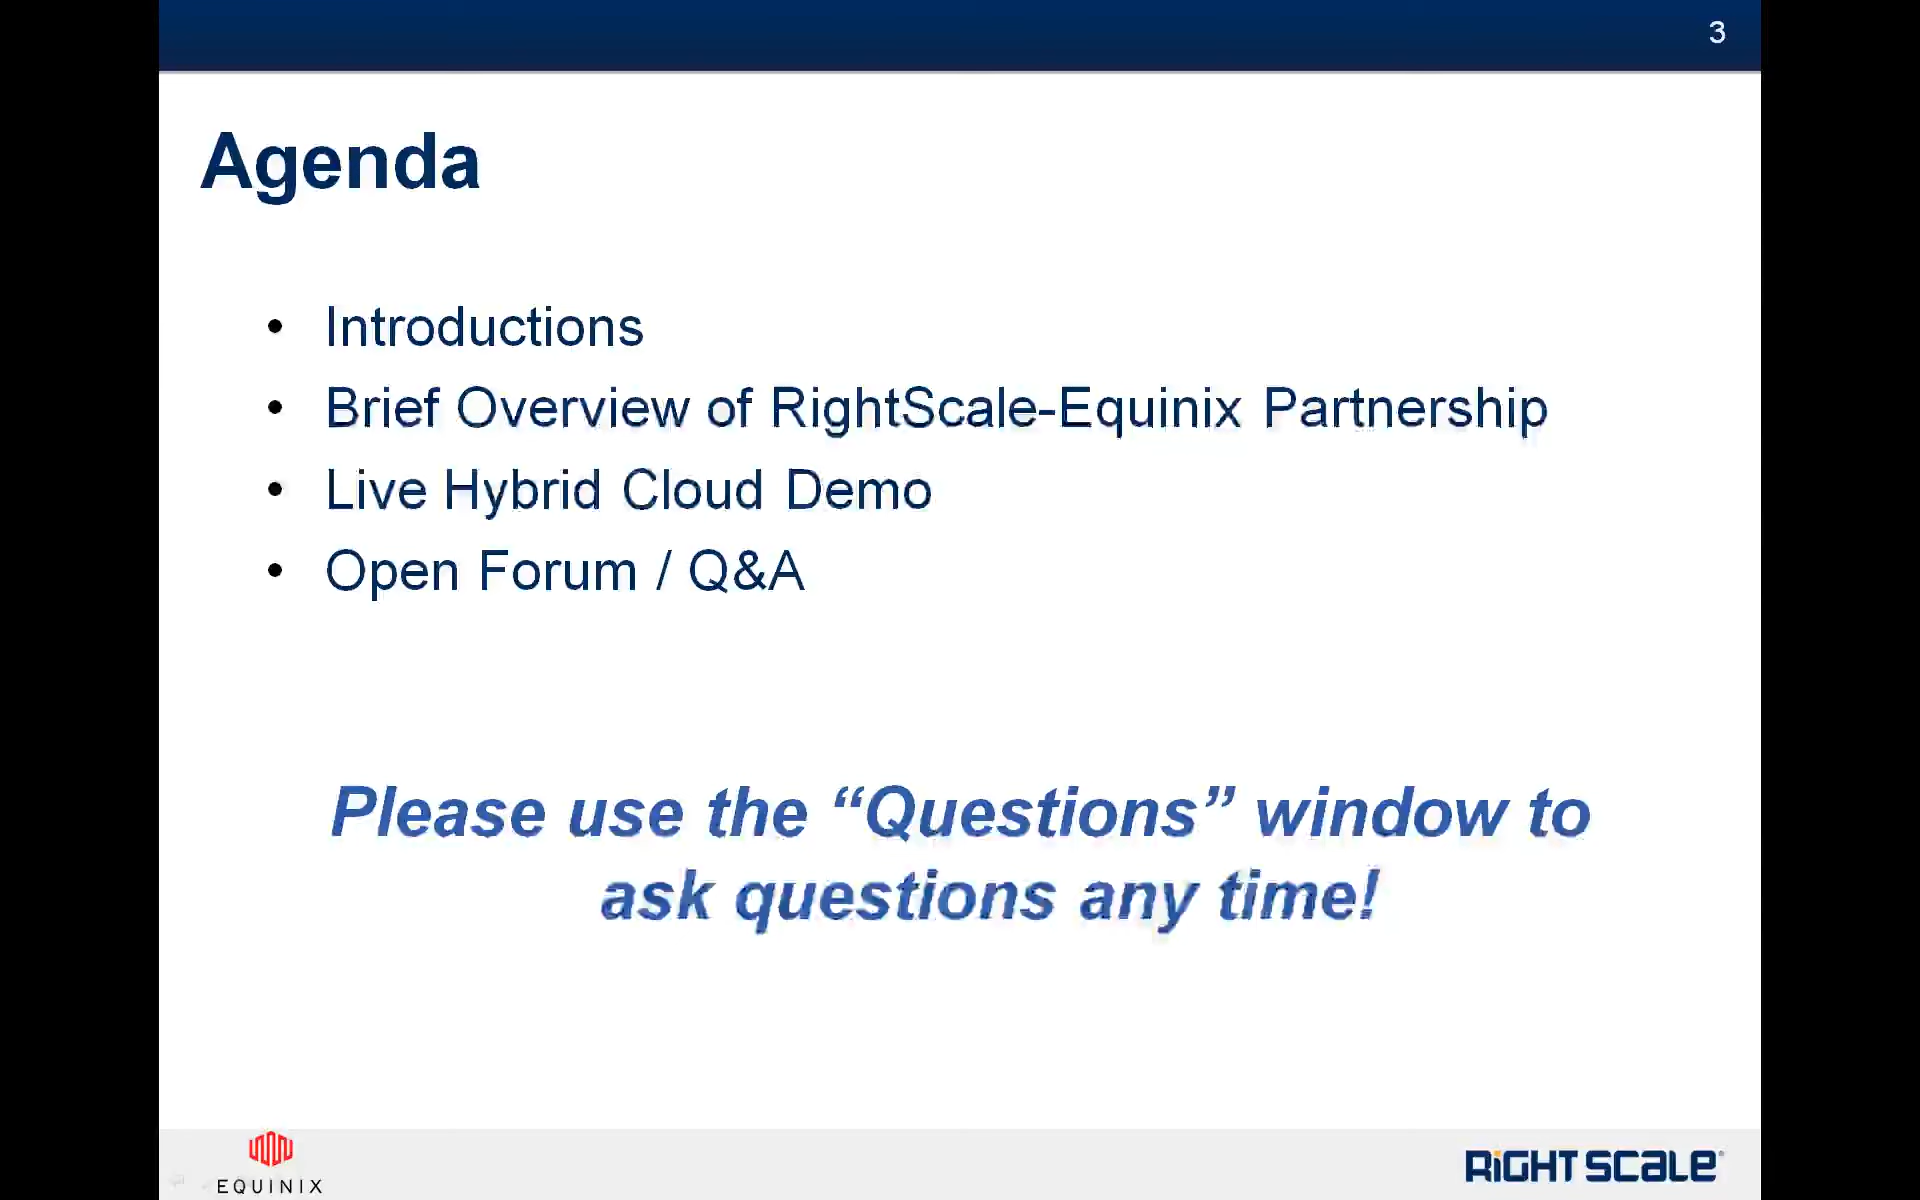 3
Agenda
• Introductions
• Brief Overview of RightScale-Equinix Partnership
• Live Hybrid Cloud Demo
• Open Forum / Q&A
Please use the “Questions” window to
ask questions any time!
EQUINIX
RIGHTSCALE